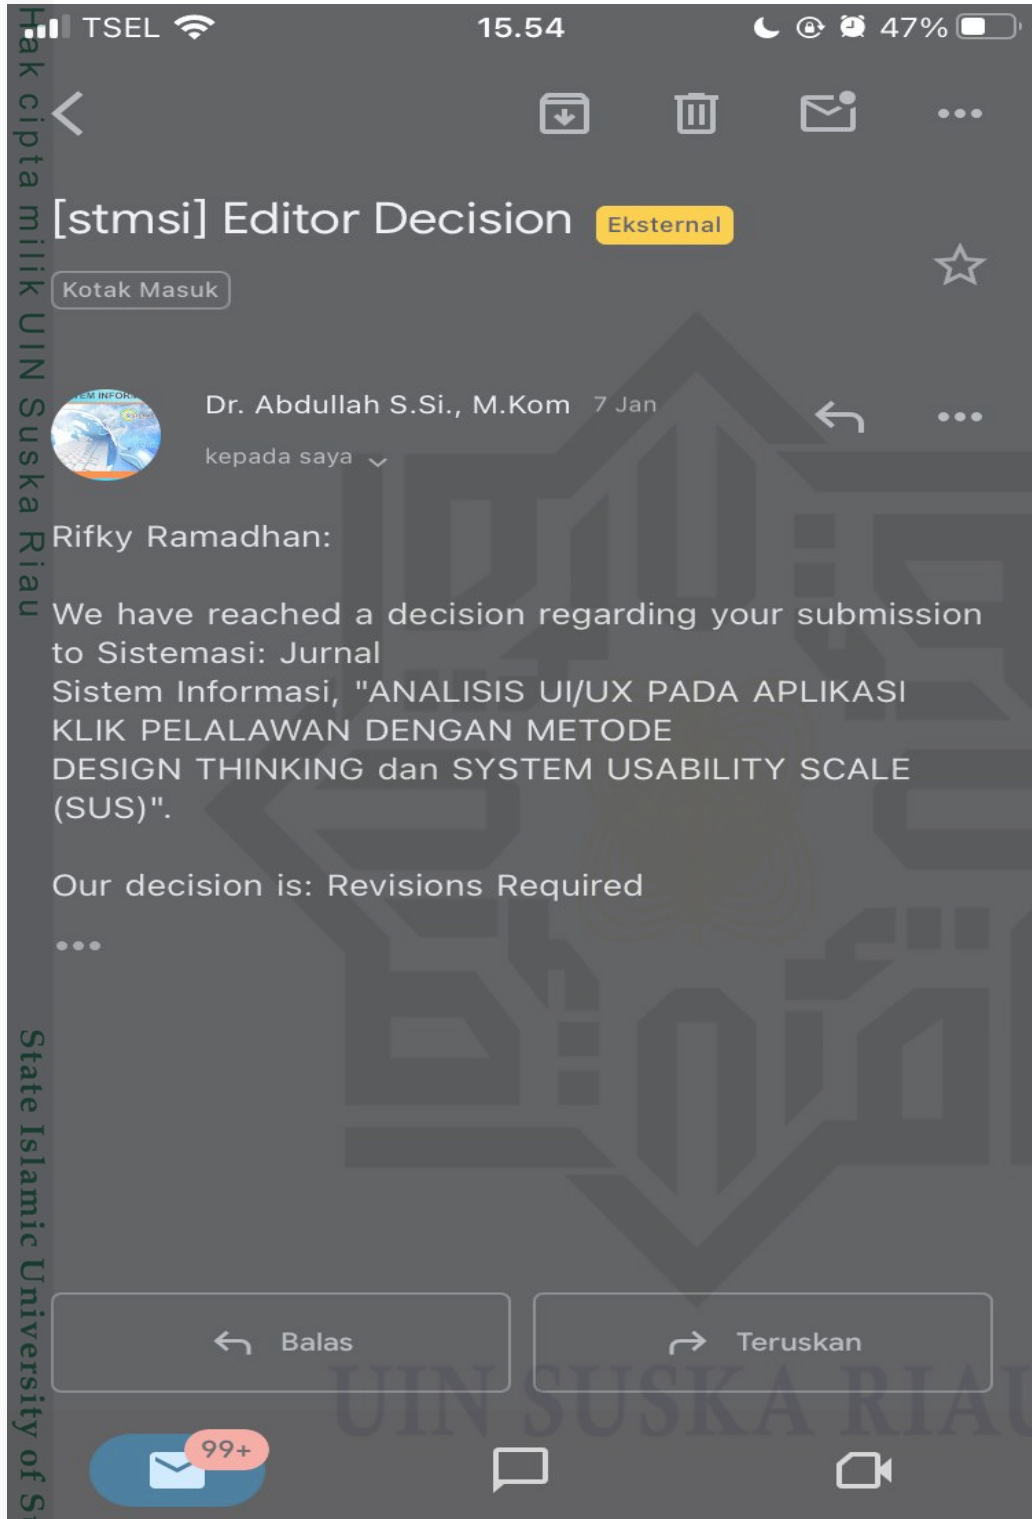 TSEL
15.54
47%
[stmsi] Editor Decision
Eksternal
Kotak Masuk
Dr. Abdullah S.Si., M.Kom 7 Jan
kepada saya
Rifky Ramadhan:
We have reached a decision regarding your submission
to Sistemasi: Jurnal
Sistem Informasi, "ANALISIS UI/UX PADA APLIKASI
KLIK PELALAWAN DENGAN METODE
DESIGN THINKING dan SYSTEM USABILITY SCALE
(SUS)".
Our decision is: Revisions Required
Balas
Teruskan
99+
UIN SUSKA RIAU
Hak cipta milik UIN Suska Riau
State Islamic University of